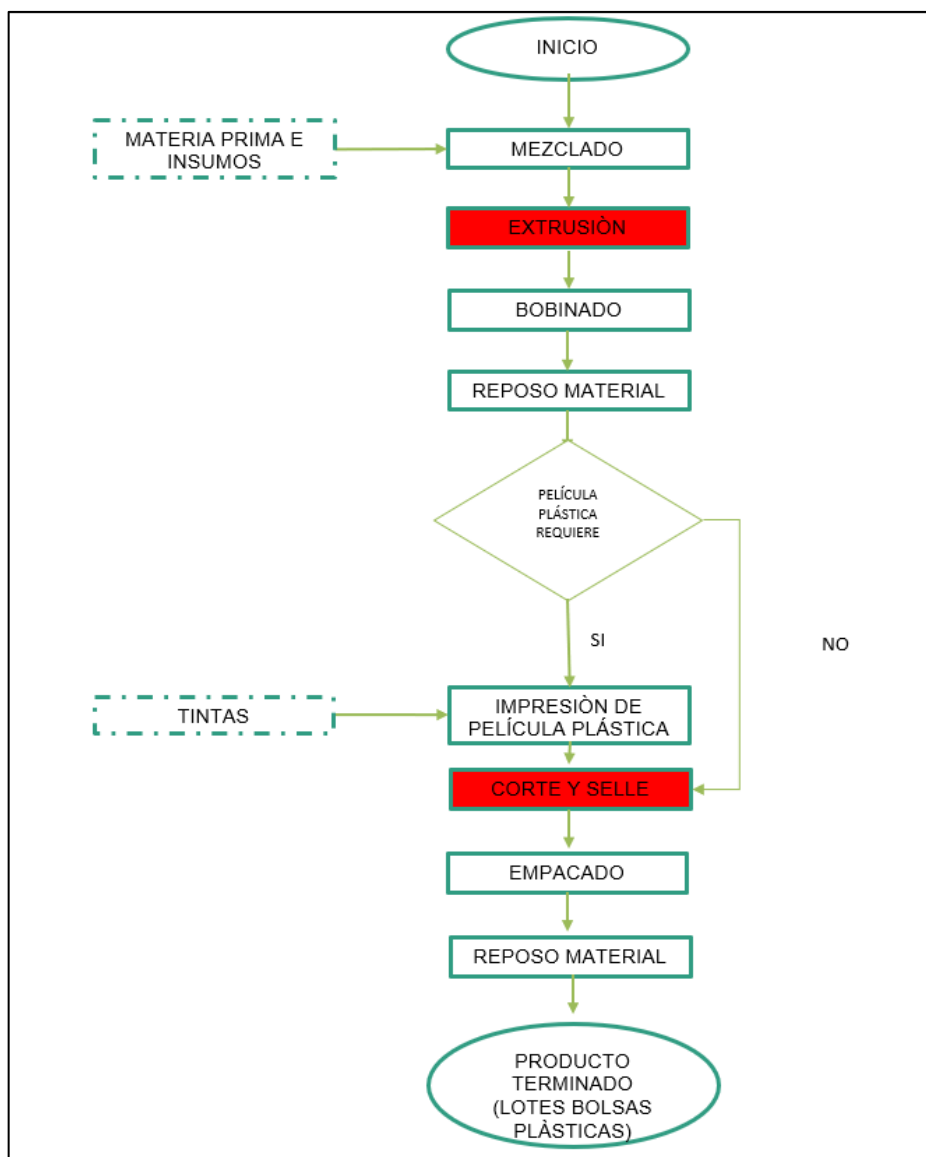 INICIO
MATERIA PRIMA E
INSUMOS
MEZCLADO
EXTRUSIÒN
BOBINADO
REPOSO MATERIAL
PELÍCULA
PLÁSTICA
REQUIERE
SI
NO
TINTAS
IMPRESIÒN DE
PELÍCULA PLÁSTICA
CORTE Y SELLE
EMPACADO
REPOSO MATERIAL
PRODUCTO
TERMINADO
(LOTES BOLSAS
PLÀSTICAS)